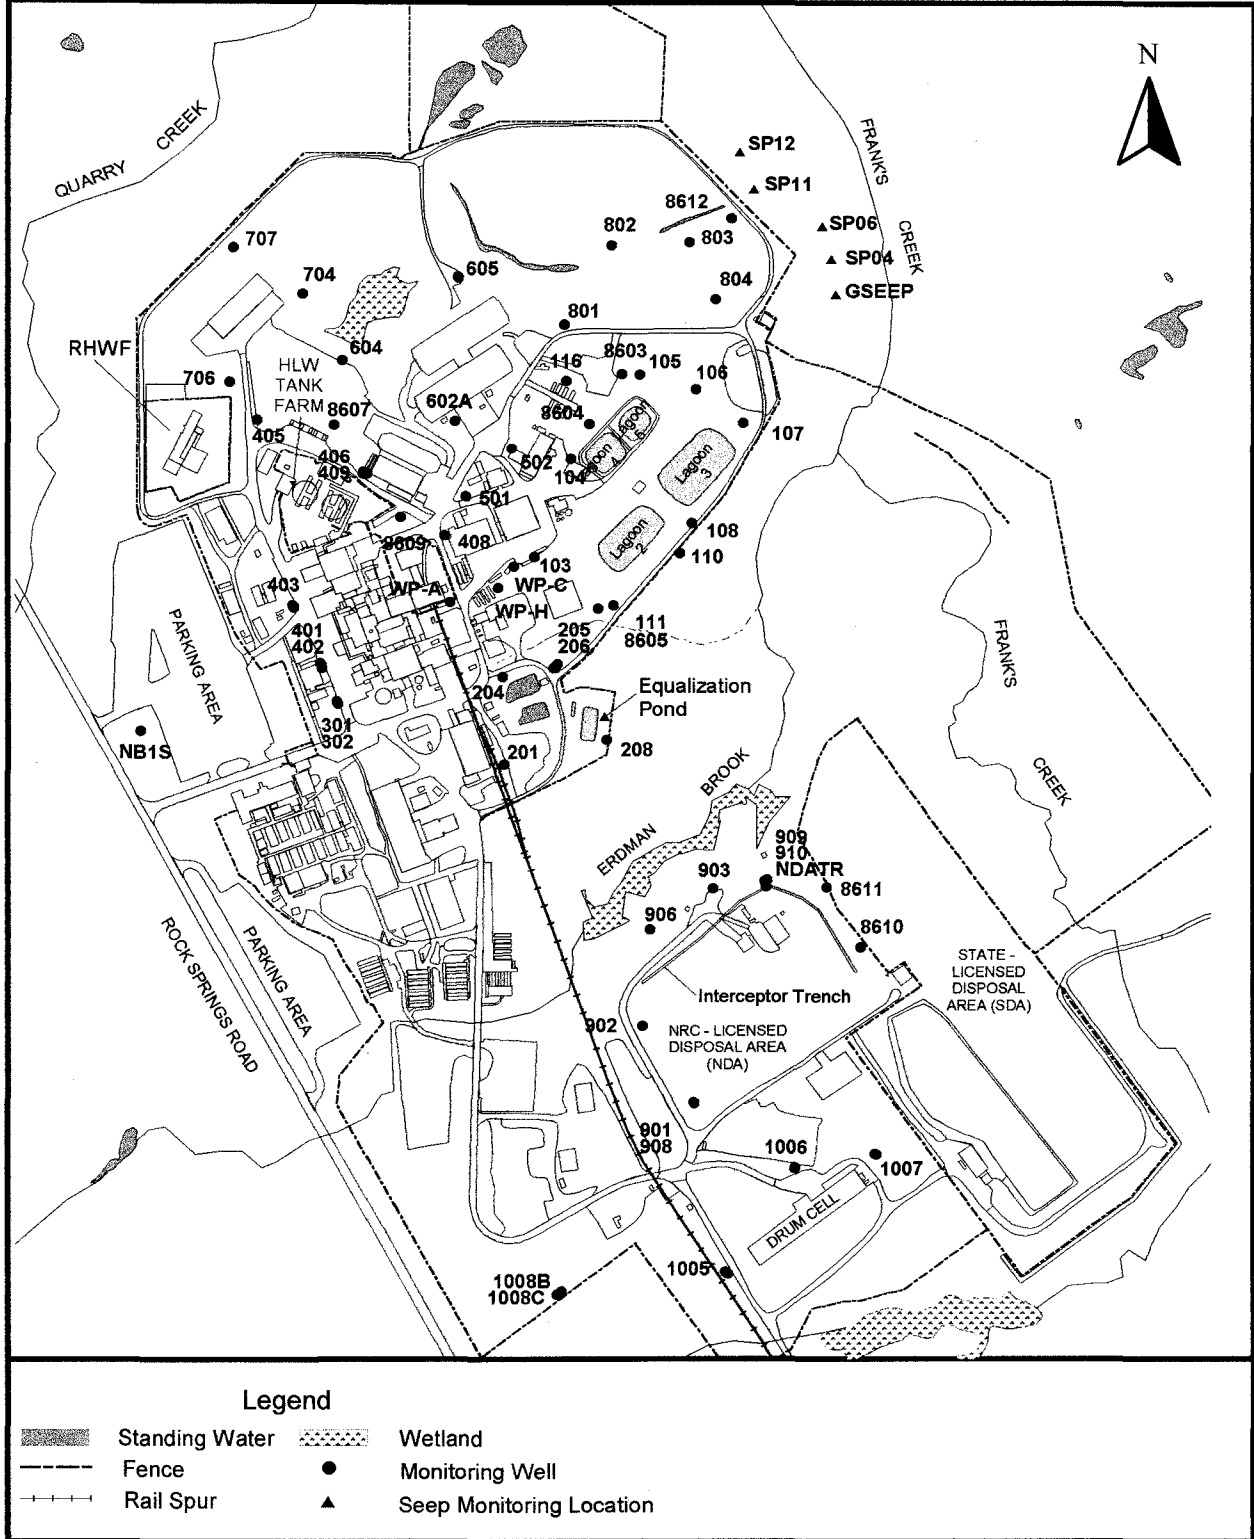 N
QUARRY CREEK
FRANK'S CREEK
SP12
SP11
8612
SP06
802
803
707
SP04
605
704
804
GSEEP
801
RHWF
604
8603
105
HLW
TANK
FARM
116
106
706
602A
8604
8607
Lagoon
5
405
107
406
409
502
104
Lagoon
4
Lagoon
3
501
108
8609
408
Lagoon
2
110
103
WP-A
WP-C
403
WP-H
PARKING AREA
111
8605
205
206
401
402
FRANK'S CREEK
204
Equalization
Pond
301
302
NB1S
201
208
ERDMAN BROOK
909
910
NDATR
903
8611
906
8610
PARKING AREA
ROCK SPRINGS ROAD
STATE -
LICENSED
DISPOSAL
AREA (SDA)
Interceptor Trench
902
NRC - LICENSED
DISPOSAL AREA
(NDA)
901
908
1006
1007
DRUM CELL
1005
1008B
1008C
Legend
Standing Water
Wetland
Fence
Monitoring Well
Rail Spur
Seep Monitoring Location